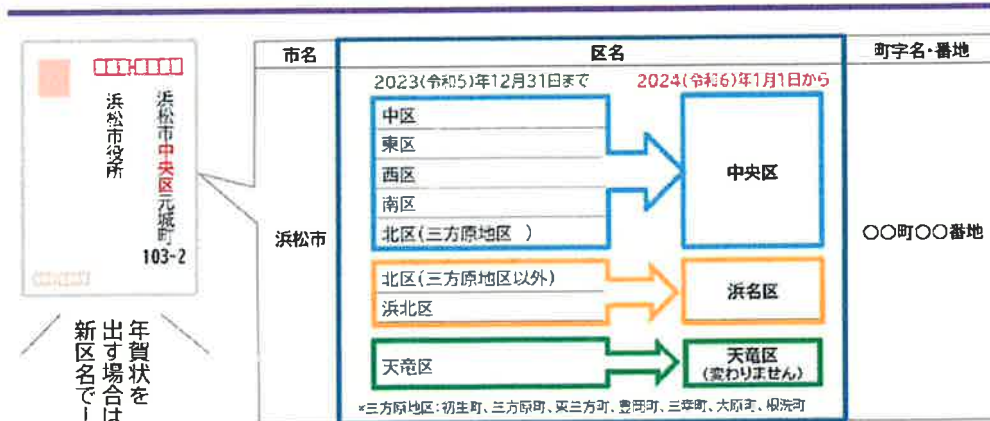 浜松市中央区元城町
103-2
浜松市役所
年賀状を
出す場合は
新区名でー
市名
区名
町字名・番地
2023(令和5)年12月31日まで
2024(令和6)年1月1日から
浜松市
中区
東区
西区
南区
北区(三方原地区 )
中央区
〇〇町〇〇番地
北区(三方原地区以外)
浜北区
浜名区
天竜区
天竜区
(変わりません)
*三方原地区:初生町、三方原町、東三方町、豊岡町、三幸町、大原町、根洗町